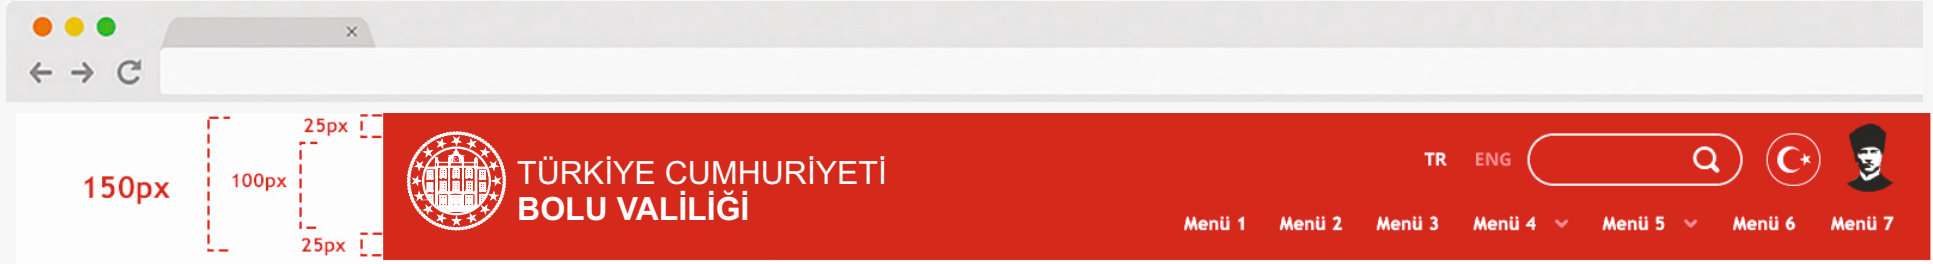 25px
150px
100px
25px
TÜRKİYE CUMHURİYETİ
BOLU VALİLİĞİ
TR ENG
Menü 1 Menü 2 Menü 3 Menü 4 Menü 5 Menü 6 Menü 7